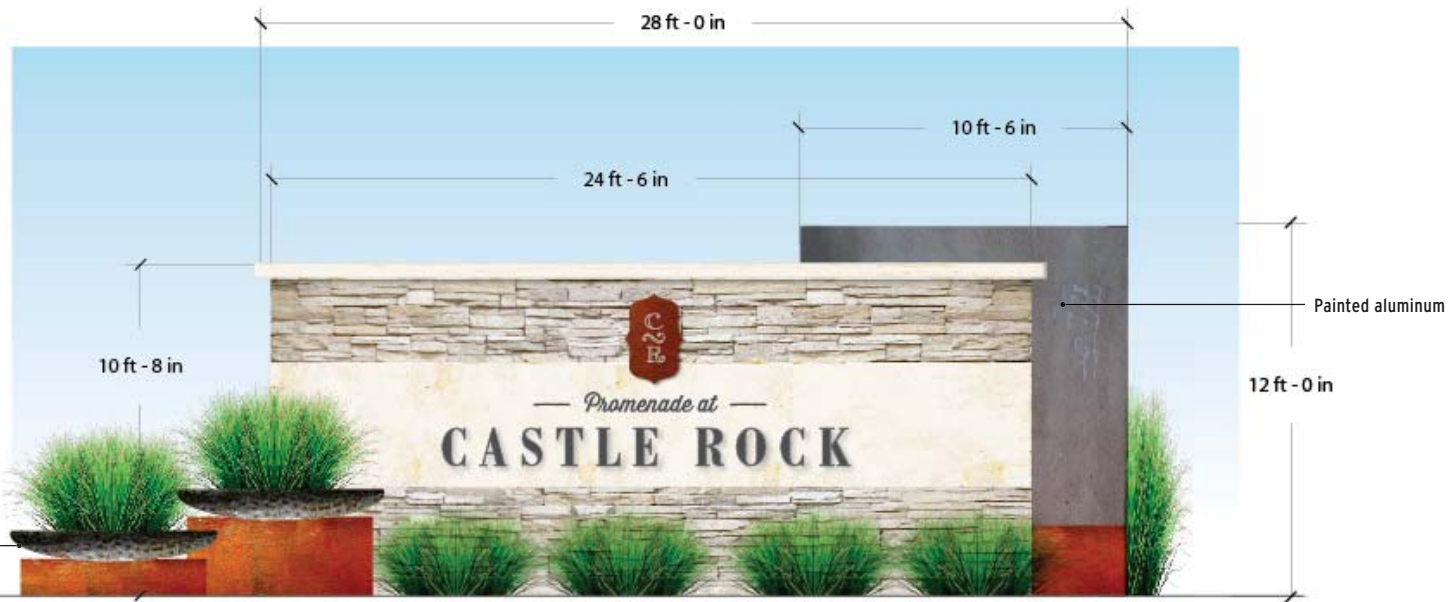 28 ft - 0 in
10 ft - 6 in
24 ft - 6 in
Painted aluminum
10 ft - 8 in
12 ft - 0 in
C
R
Promenade at
CASTLE ROCK